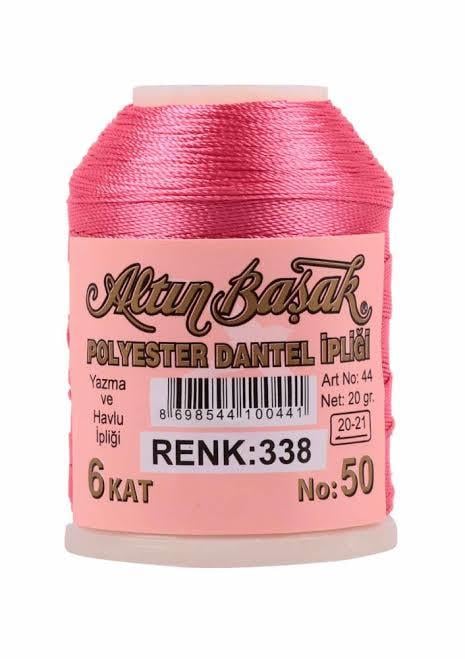 Altın Başak®
POLYESTER DANTEL İPLİĞİ
Yazma
ve
Havlu
İpliği
8 698544 100441
Art No: 44
Net: 20 gr.
20-21
RENK:338
6 KAT
No: 50